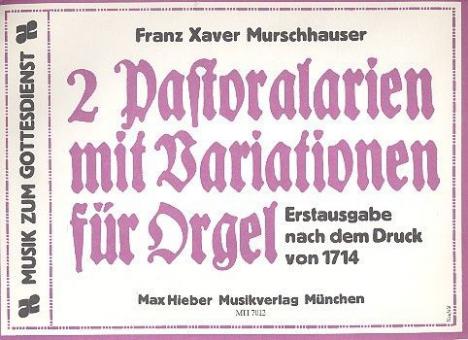 MUSIK ZUM GOTTESDIENST
Franz Xaver Murschhauser
2 Paſtoralarien
mit Variationen
für Orgel
Erstausgabe
nach dem Druck
von 1714
Max Hieber Musikverlag München
MH 7012